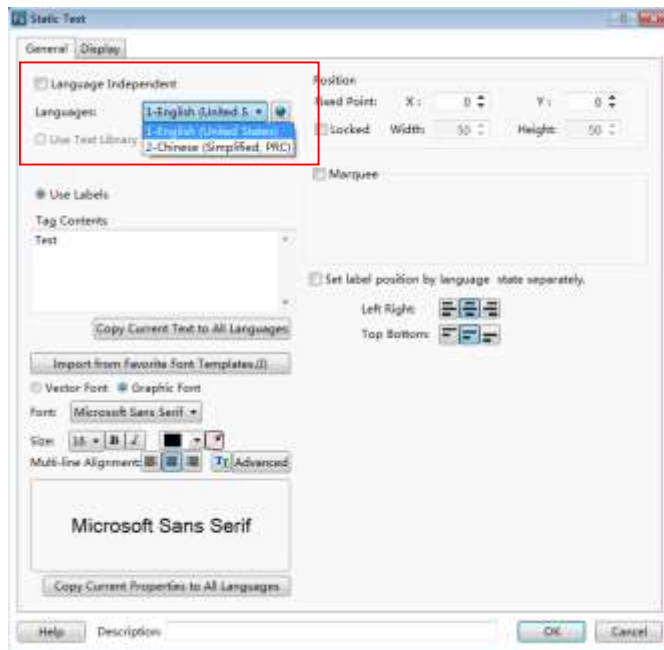 Static Text
General Display
Language Independent
Languages: 1-English (United S
1-English (United States)
2-Chinese (Simplified, PRC)
Use Text Library
Position
Fixed Point: X: 0 Y: 0
Locked Width: 50 Height: 50
Marquee
Use Labels
Tag Contents
Text
Set label position by language state separately.
Left Right:
Top Bottom:
Copy Current Text to All Languages
Import from Favorite Font Templates.(I)
Vector Font Graphic Font
Font: Microsoft Sans Serif
Size: 16 B I
Multi-line Alignment: Advanced
Microsoft Sans Serif
Copy Current Properties to All Languages
Help Description OK Cancel